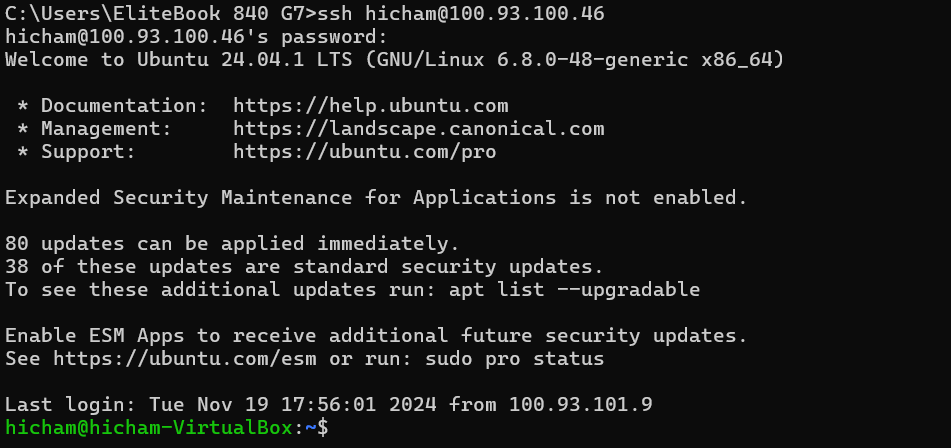 C:\Users\EliteBook 840 G7>ssh hicham@100.93.100.46
hicham@100.93.100.46's password:
Welcome to Ubuntu 24.04.1 LTS (GNU/Linux 6.8.0-48-generic x86_64)
* Documentation:  https://help.ubuntu.com
* Management:     https://landscape.canonical.com
* Support:        https://ubuntu.com/pro
Expanded Security Maintenance for Applications is not enabled.
80 updates can be applied immediately.
38 of these updates are standard security updates.
To see these additional updates run: apt list --upgradable
Enable ESM Apps to receive additional future security updates.
See https://ubuntu.com/esm or run: sudo pro status
Last login: Tue Nov 19 17:56:01 2024 from 100.93.101.9
hicham@hicham-VirtualBox:~$